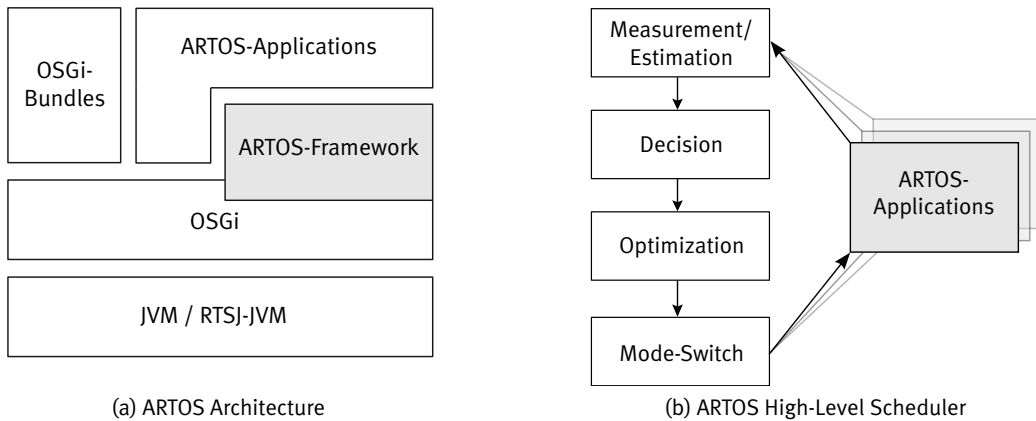 OSGi-
Bundles
ARTOS-Applications
ARTOS-Framework
OSGi
JVM / RTSJ-JVM
(a) ARTOS Architecture
Measurement/
Estimation
Decision
Optimization
Mode-Switch
ARTOS-
Applications
(b) ARTOS High-Level Scheduler